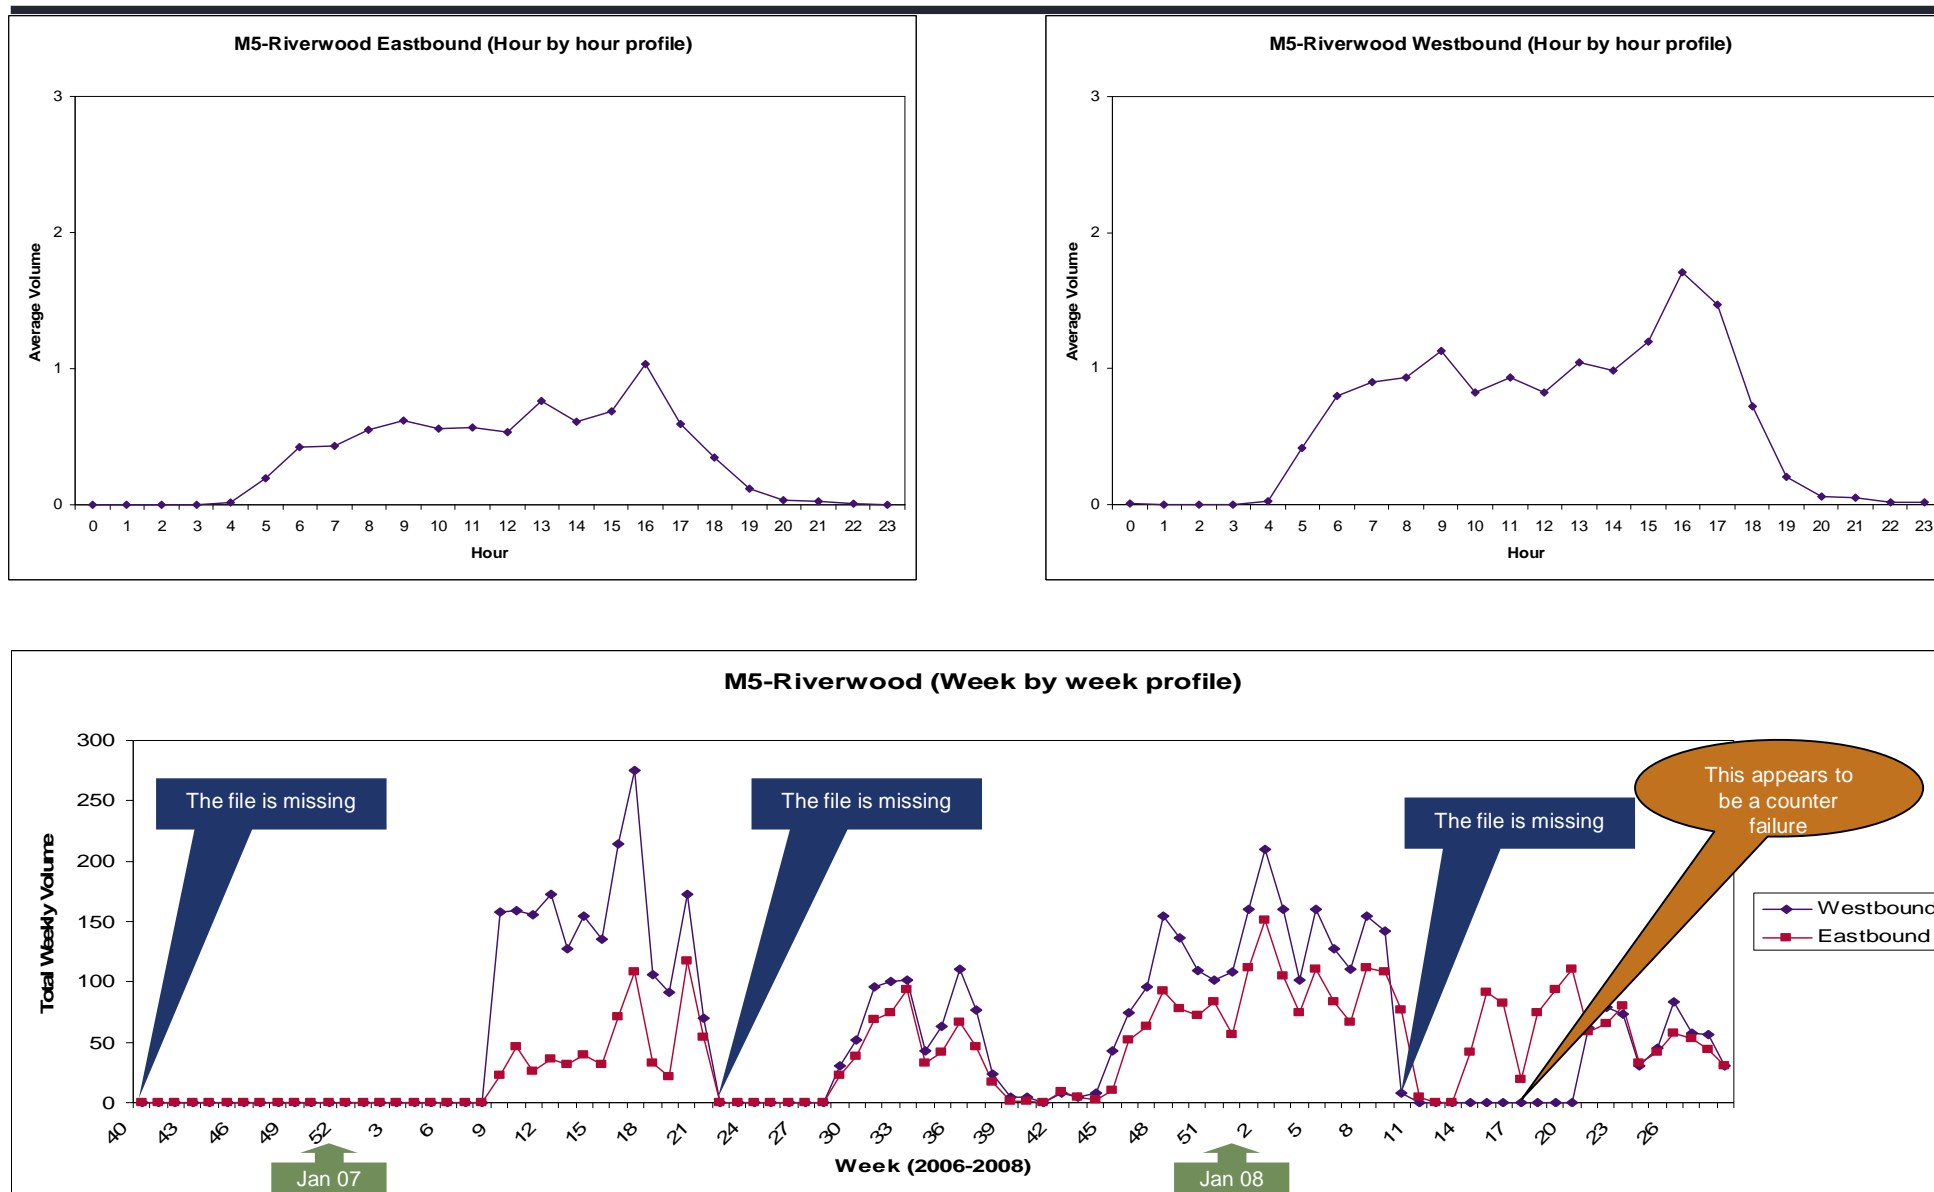 M5-Riverwood Eastbound (Hour by hour profile)
3
2
1
0
Average Volume
0 1 2 3 4 5 6 7 8 9 10 11 12 13 14 15 16 17 18 19 20 21 22 23
Hour
M5-Riverwood Westbound (Hour by hour profile)
3
2
1
0
Average Volume
0 1 2 3 4 5 6 7 8 9 10 11 12 13 14 15 16 17 18 19 20 21 22 23
Hour
M5-Riverwood (Week by week profile)
300
250
200
150
100
50
0
Total Weekly Volume
The file is missing
The file is missing
The file is missing
This appears to
be a counter
failure
Westbound
Eastbound
40 43 46 49 52 3 6 9 12 15 18 21 24 27 30 33 36 39 42 45 48 51 2 5 8 11 14 17 20 23 26
Week (2006-2008)
Jan 07
Jan 08